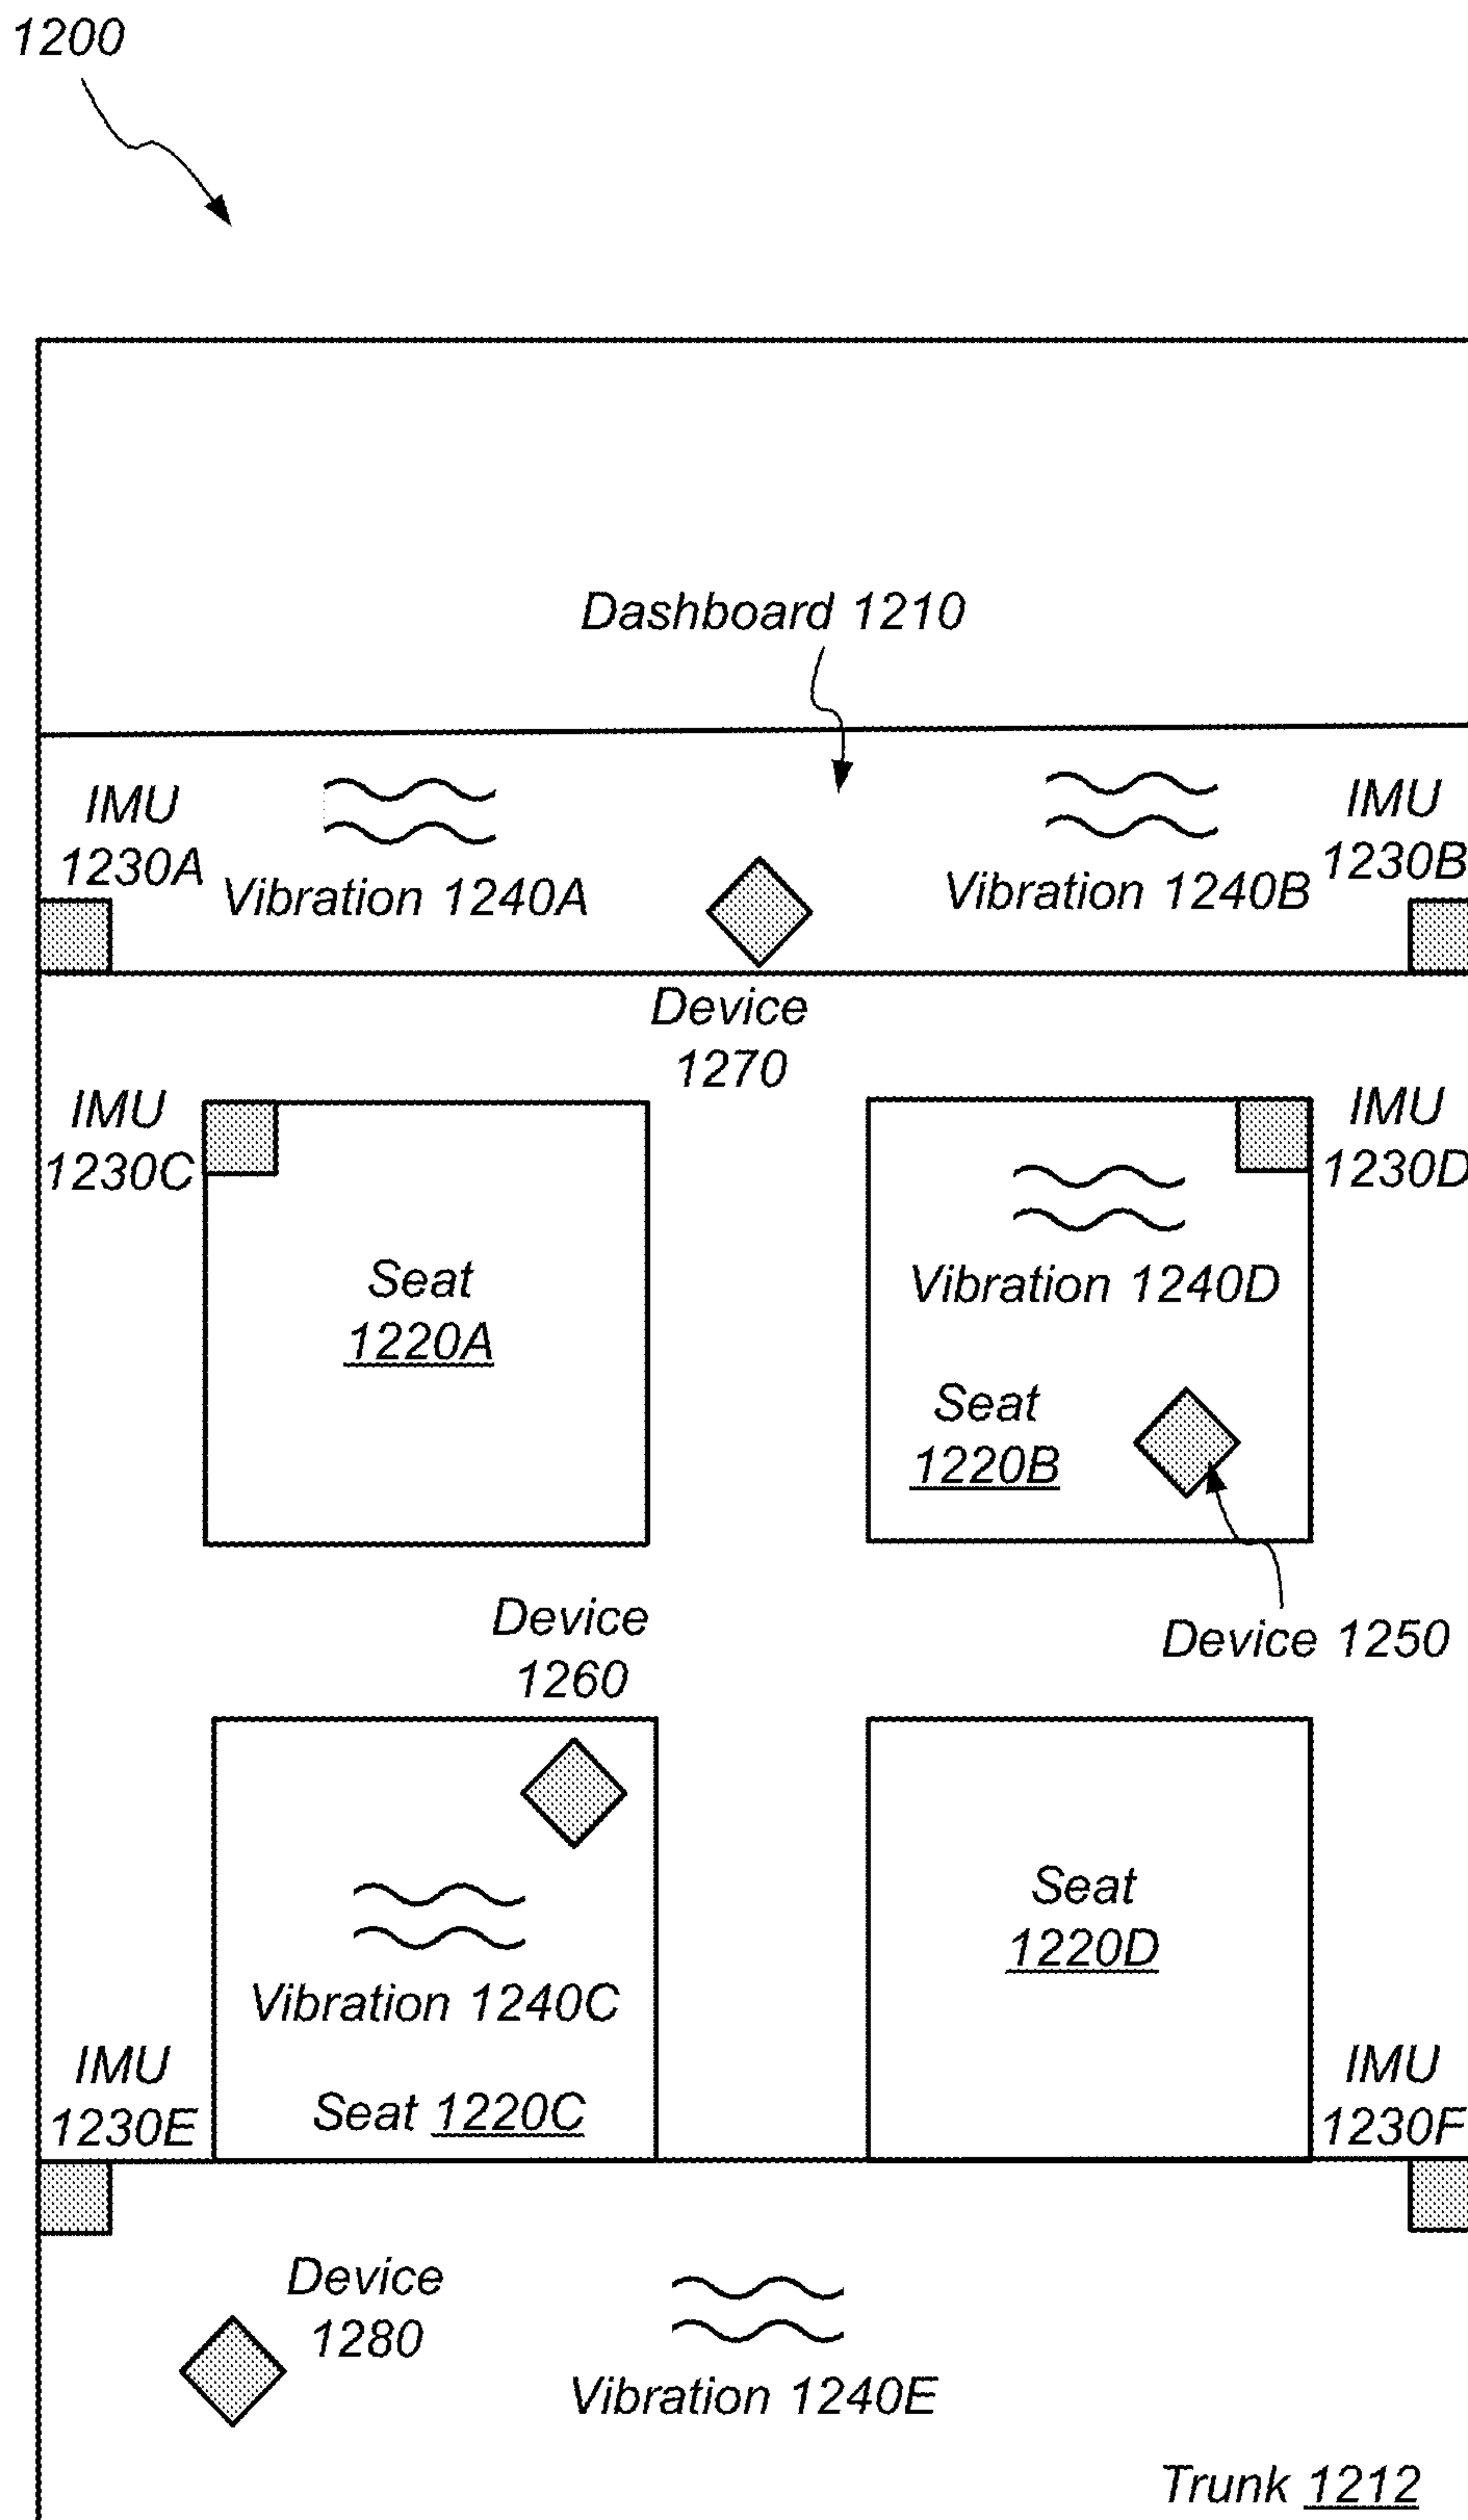 1200
Dashboard 1210
IMU
1230A
Vibration 1240A
Vibration 1240B
IMU
1230B
Device
1270
IMU
1230C
Seat
1220A
IMU
1230D
Vibration 1240D
Seat
1220B
Device 1250
Device
1260
Vibration 1240C
Seat 1220C
Seat
1220D
IMU
1230E
IMU
1230F
Device
1280
Vibration 1240E
Trunk 1212